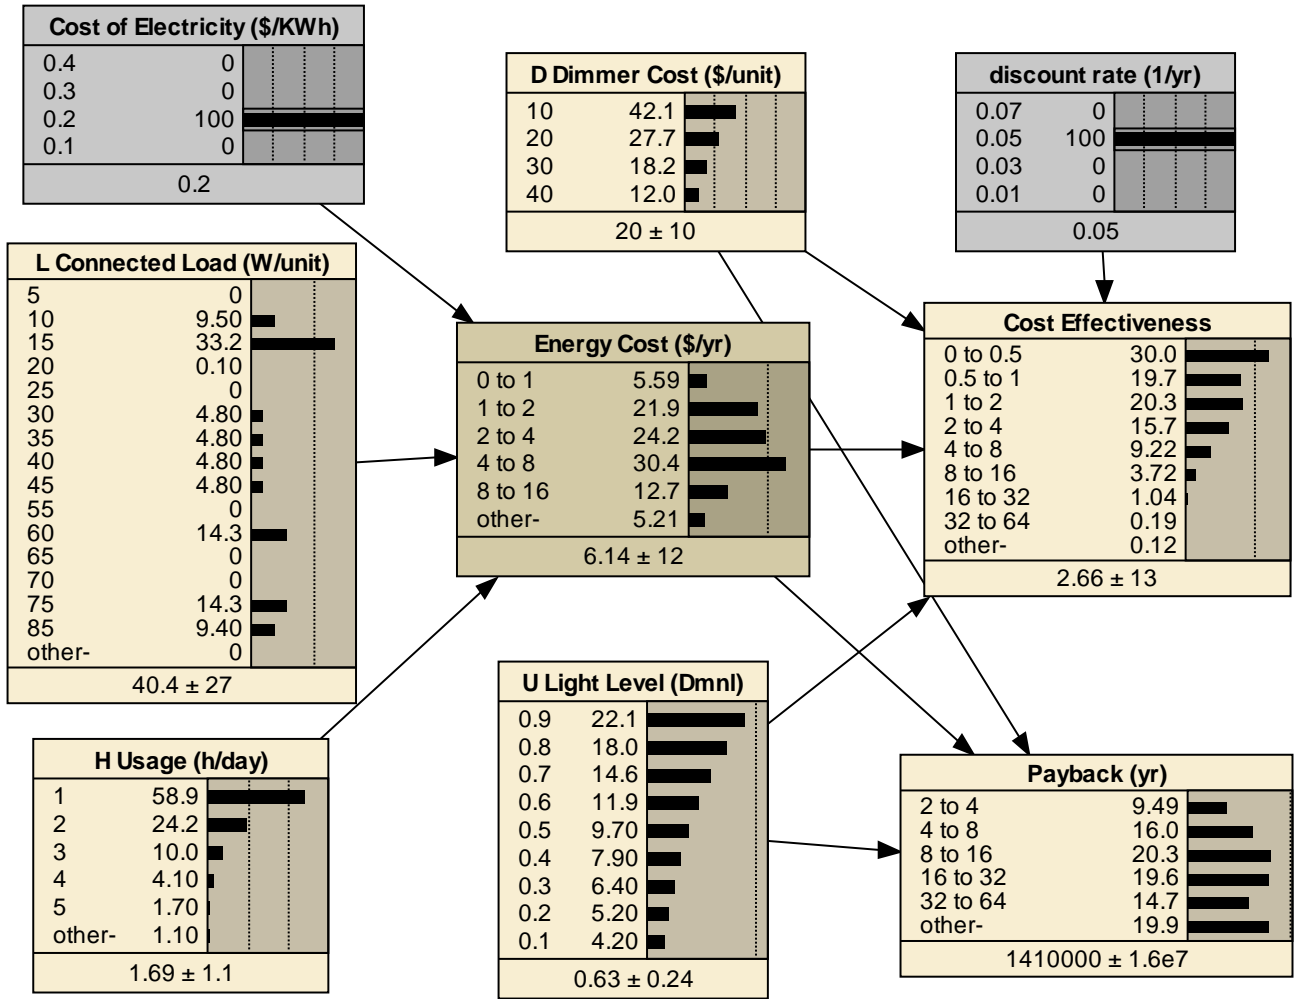 Cost of Electricity ($/KWh)
0.4 0
0.3 0
0.2 100
0.1 0
0.2
D Dimmer Cost ($/unit)
10 42.1
20 27.7
30 18.2
40 12.0
20 ± 10
discount rate (1/yr)
0.07 0
0.05 100
0.03 0
0.01 0
0.05
L Connected Load (W/unit)
5 0
10 9.50
15 33.2
20 0.10
25 0
30 4.80
35 4.80
40 4.80
45 4.80
55 0
60 14.3
65 0
70 0
75 14.3
85 9.40
other- 0
40.4 ± 27
Energy Cost ($/yr)
0 to 1 5.59
1 to 2 21.9
2 to 4 24.2
4 to 8 30.4
8 to 16 12.7
other- 5.21
6.14 ± 12
Cost Effectiveness
0 to 0.5 30.0
0.5 to 1 19.7
1 to 2 20.3
2 to 4 15.7
4 to 8 9.22
8 to 16 3.72
16 to 32 1.04
32 to 64 0.19
other- 0.12
2.66 ± 13
H Usage (h/day)
1 58.9
2 24.2
3 10.0
4 4.10
5 1.70
other- 1.10
1.69 ± 1.1
U Light Level (Dmnl)
0.9 22.1
0.8 18.0
0.7 14.6
0.6 11.9
0.5 9.70
0.4 7.90
0.3 6.40
0.2 5.20
0.1 4.20
0.63 ± 0.24
Payback (yr)
2 to 4 9.49
4 to 8 16.0
8 to 16 20.3
16 to 32 19.6
32 to 64 14.7
other- 19.9
1410000 ± 1.6e7